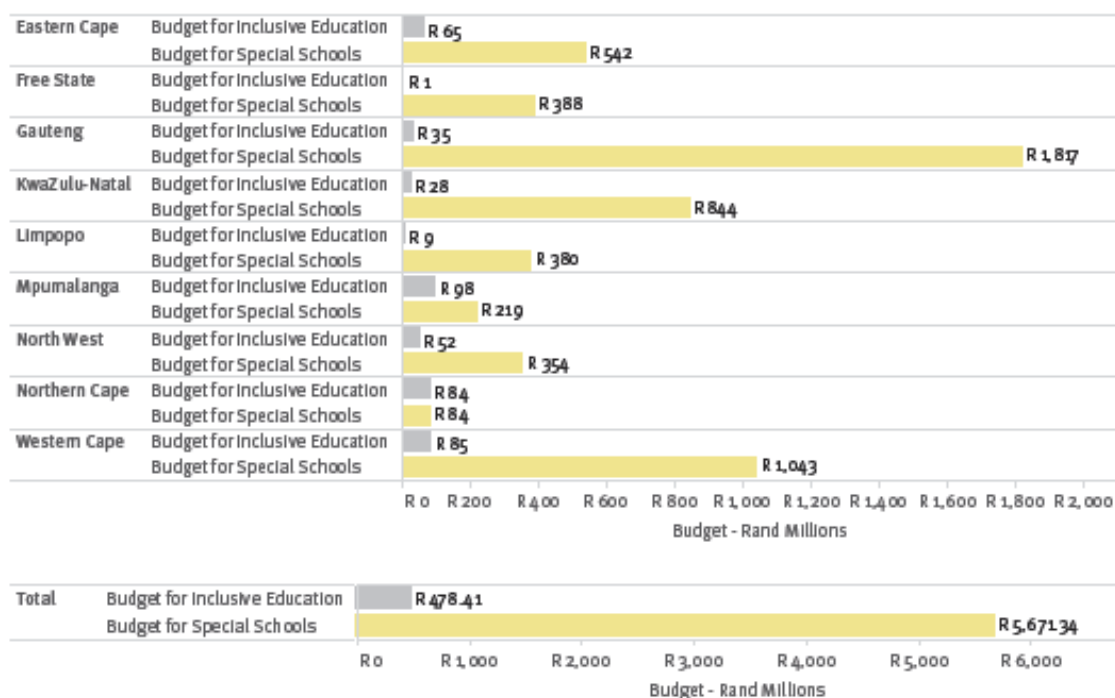 Eastern Cape Budget for Inclusive Education R 65
Budget for Special Schools R 542
Free State Budget for Inclusive Education R 1
Budget for Special Schools R 388
Gauteng Budget for Inclusive Education R 35
Budget for Special Schools R 1,817
KwaZulu-Natal Budget for Inclusive Education R 28
Budget for Special Schools R 844
Limpopo Budget for Inclusive Education R 9
Budget for Special Schools R 380
Mpumalanga Budget for Inclusive Education R 98
Budget for Special Schools R 219
North West Budget for Inclusive Education R 52
Budget for Special Schools R 354
Northern Cape Budget for Inclusive Education R 84
Budget for Special Schools R 84
Western Cape Budget for Inclusive Education R 85
Budget for Special Schools R 1,043
R 0 R 200 R 400 R 600 R 800 R 1,000 R 1,200 R 1,400 R 1,600 R 1,800 R 2,000
Budget - Rand Millions
Total Budget for Inclusive Education R 478.41
Budget for Special Schools R 5,671.34
R 0 R 1,000 R 2,000 R 3,000 R 4,000 R 5,000 R 6,000
Budget - Rand Millions